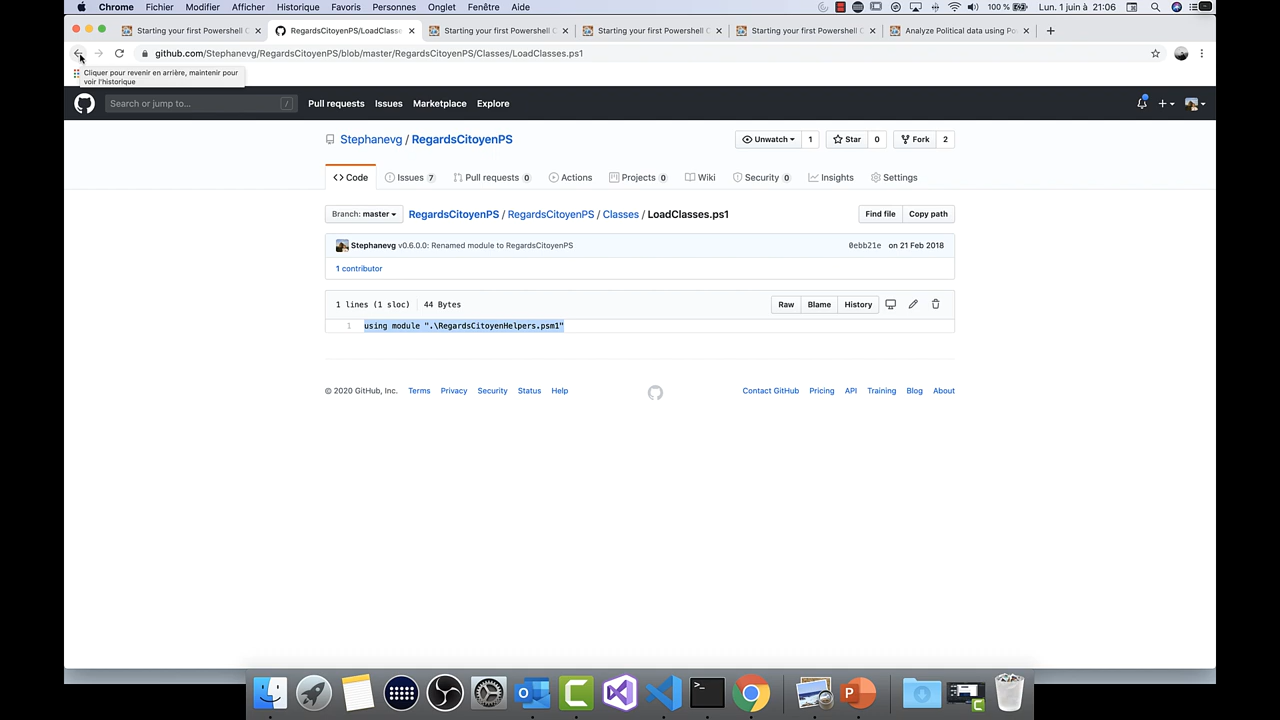 Chrome Fichier Modifier Afficher Historique Favoris Personnes Onglet Fenêtre Aide 100 % Lun. 1 juin à 21:06
Starting your first Powershell C RegardsCitoyenPS/LoadClasse Starting your first Powershell C Starting your first Powershell C Starting your first Powershell C Analyze Political data using Po
github.com/Stephanevg/RegardsCitoyenPS/blob/master/RegardsCitoyenPS/Classes/LoadClasses.ps1
Cliquer pour revenir en arrière, maintenir pour
voir l'historique
Search or jump to... / Pull requests Issues Marketplace Explore
Stephanevg / RegardsCitoyenPS Unwatch 1 Star 0 Fork 2
<> Code Issues 7 Pull requests 0 Actions Projects 0 Wiki Security 0 Insights Settings
Branch: master RegardsCitoyenPS / RegardsCitoyenPS / Classes / LoadClasses.ps1 Find file Copy path
Stephanevg v0.6.0.0: Renamed module to RegardsCitoyenPS 0ebb21e on 21 Feb 2018
1 contributor
1 lines (1 sloc) 44 Bytes Raw Blame History
1 using module ".\RegardsCitoyenHelpers.psm1"
© 2020 GitHub, Inc. Terms Privacy Security Status Help Contact GitHub Pricing API Training Blog About